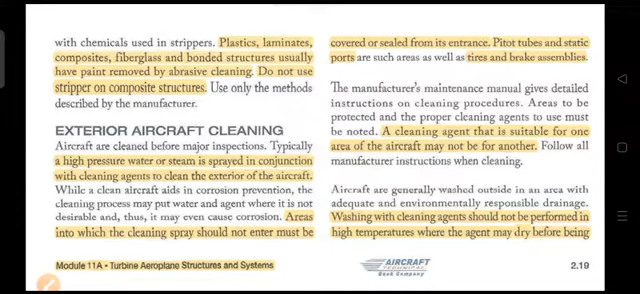 with chemicals used in strippers. Plastics, laminates,
composites, fiberglass and bonded structures usually
have paint removed by abrasive cleaning. Do not use
stripper on composite structures. Use only the methods
described by the manufacturer.
EXTERIOR AIRCRAFT CLEANING
Aircraft are cleaned before major inspections. Typically
a high pressure water or steam is sprayed in conjunction
with cleaning agents to clean the exterior of the aircraft.
While a clean aircraft aids in corrosion prevention, the
cleaning process may put water and agent where it is not
desirable and, thus, it may even cause corrosion. Areas
into which the cleaning spray should not enter must be
covered or sealed from its entrance. Pitot tubes and static
ports are such areas as well as tires and brake assemblies.
The manufacturer's maintenance manual gives detailed
instructions on cleaning procedures. Areas to be
protected and the proper cleaning agents to use must
be noted. A cleaning agent that is suitable for one
area of the aircraft may not be for another. Follow all
manufacturer instructions when cleaning.
Aircraft are generally washed outside in an area with
adequate and environmentally responsible drainage.
Washing with cleaning agents should not be performed in
high temperatures where the agent may dry before being
Module 11A - Turbine Aeroplane Structures and Systems
AIRCRAFT
TECHNICAL
Book Company
2.19